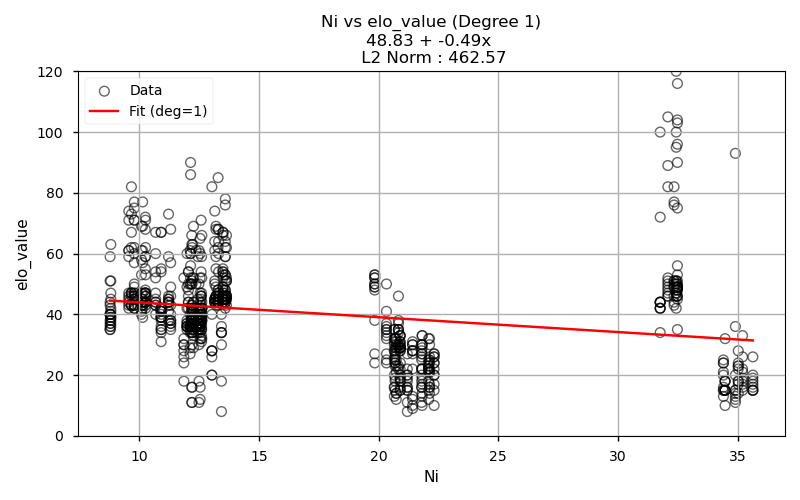 Ni vs elo_value (Degree 1)
48.83 + -0.49x
L2 Norm : 462.57
Data
Fit (deg=1)
elo_value
120
100
80
60
40
20
0
10
15
20
25
30
35
Ni